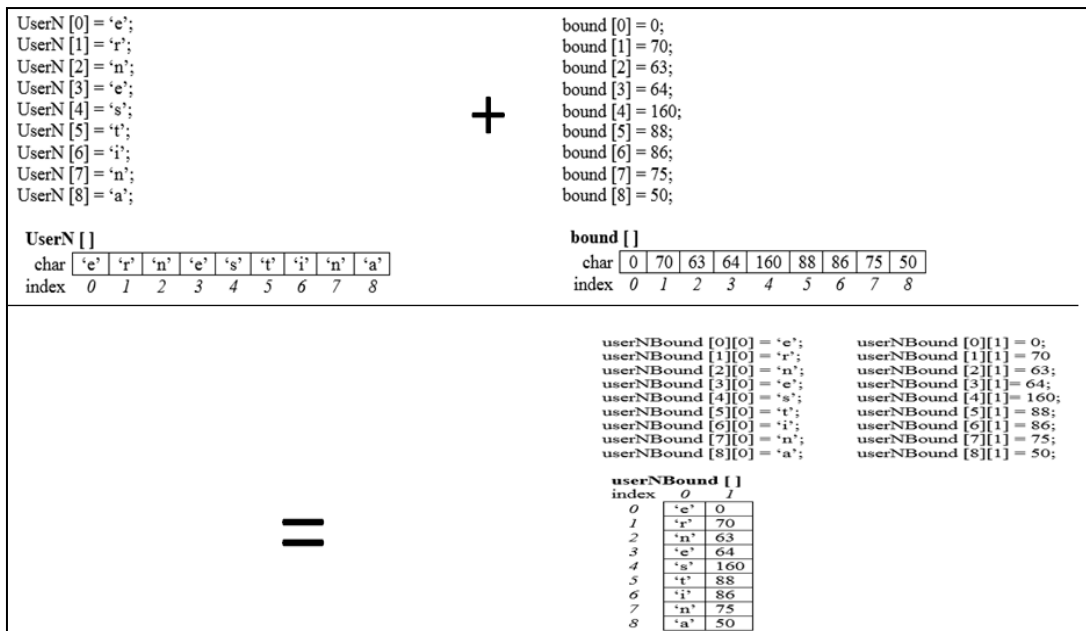 UserN [0] = ‘e’;
UserN [1] = ‘r’;
UserN [2] = ‘n’;
UserN [3] = ‘e’;
UserN [4] = ‘s’;
UserN [5] = ‘t’;
UserN [6] = ‘i’;
UserN [7] = ‘n’;
UserN [8] = ‘a’;
UserN [ ]
char ‘e’ ‘r’ ‘n’ ‘e’ ‘s’ ‘t’ ‘i’ ‘n’ ‘a’
index 0 1 2 3 4 5 6 7 8
+
bound [0] = 0;
bound [1] = 70;
bound [2] = 63;
bound [3] = 64;
bound [4] = 160;
bound [5] = 88;
bound [6] = 86;
bound [7] = 75;
bound [8] = 50;
bound [ ]
char 0 70 63 64 160 88 86 75 50
index 0 1 2 3 4 5 6 7 8
=
userNBound [0][0] = ‘e’;
userNBound [1][0] = ‘r’;
userNBound [2][0] = ‘n’;
userNBound [3][0] = ‘e’;
userNBound [4][0] = ‘s’;
userNBound [5][0] = ‘t’;
userNBound [6][0] = ‘i’;
userNBound [7][0] = ‘n’;
userNBound [8][0] = ‘a’;
userNBound [0][1] = 0;
userNBound [1][1] = 70
userNBound [2][1] = 63;
userNBound [3][1]= 64;
userNBound [4][1]= 160;
userNBound [5][1] = 88;
userNBound [6][1] = 86;
userNBound [7][1] = 75;
userNBound [8][1] = 50;
userNBound [ ]
index 0 1
0 ‘e’ 0
1 ‘r’ 70
2 ‘n’ 63
3 ‘e’ 64
4 ‘s’ 160
5 ‘t’ 88
6 ‘i’ 86
7 ‘n’ 75
8 ‘a’ 50